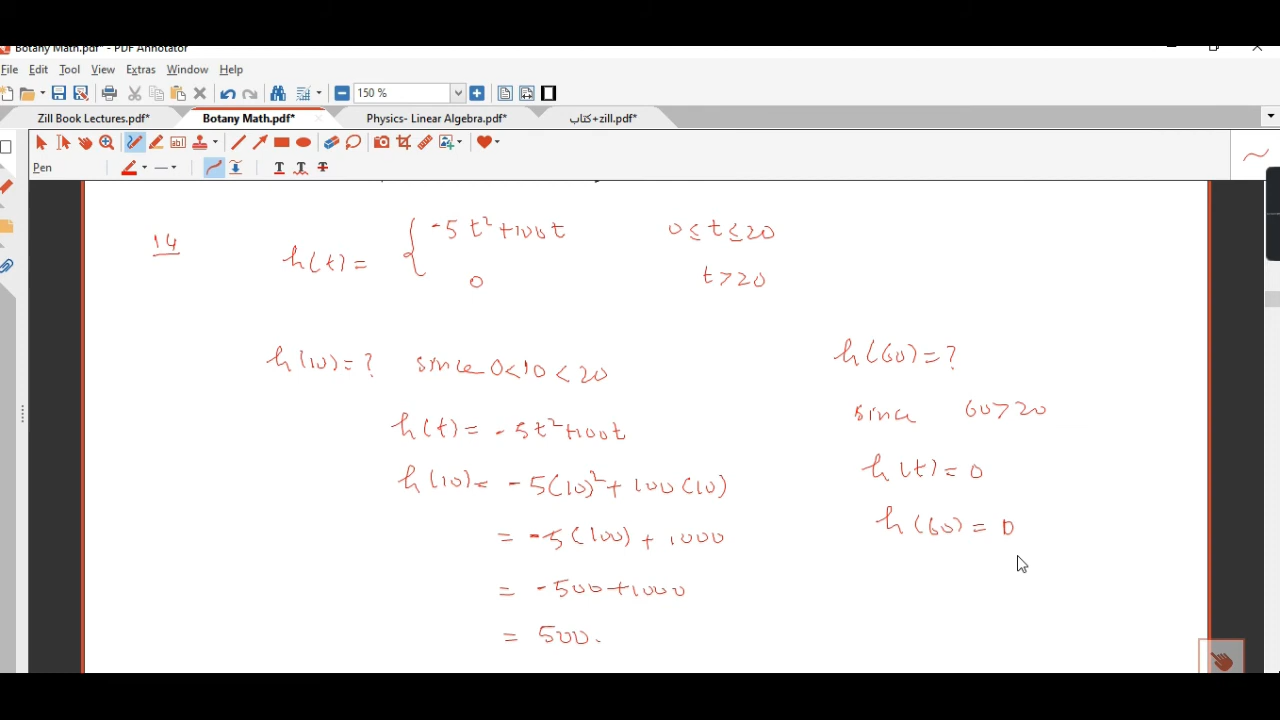 Botany Math.pdf* - PDF Annotator
File Edit Tool View Extras Window Help
150 %
Zill Book Lectures.pdf* Botany Math.pdf* Physics- Linear Algebra.pdf* كتاب+zill.pdf*
Pen
14
h(t) = { -5t²+100t 0≤t≤20
0 t>20
h(10)=? since 0<10<20
h(t) = -5t²+100t
h(10)= -5(10)²+100(10)
= -5(100)+1000
= -500+1000
= 500.
h(60)=?
since 60>20
h(t)=0
h(60)=0